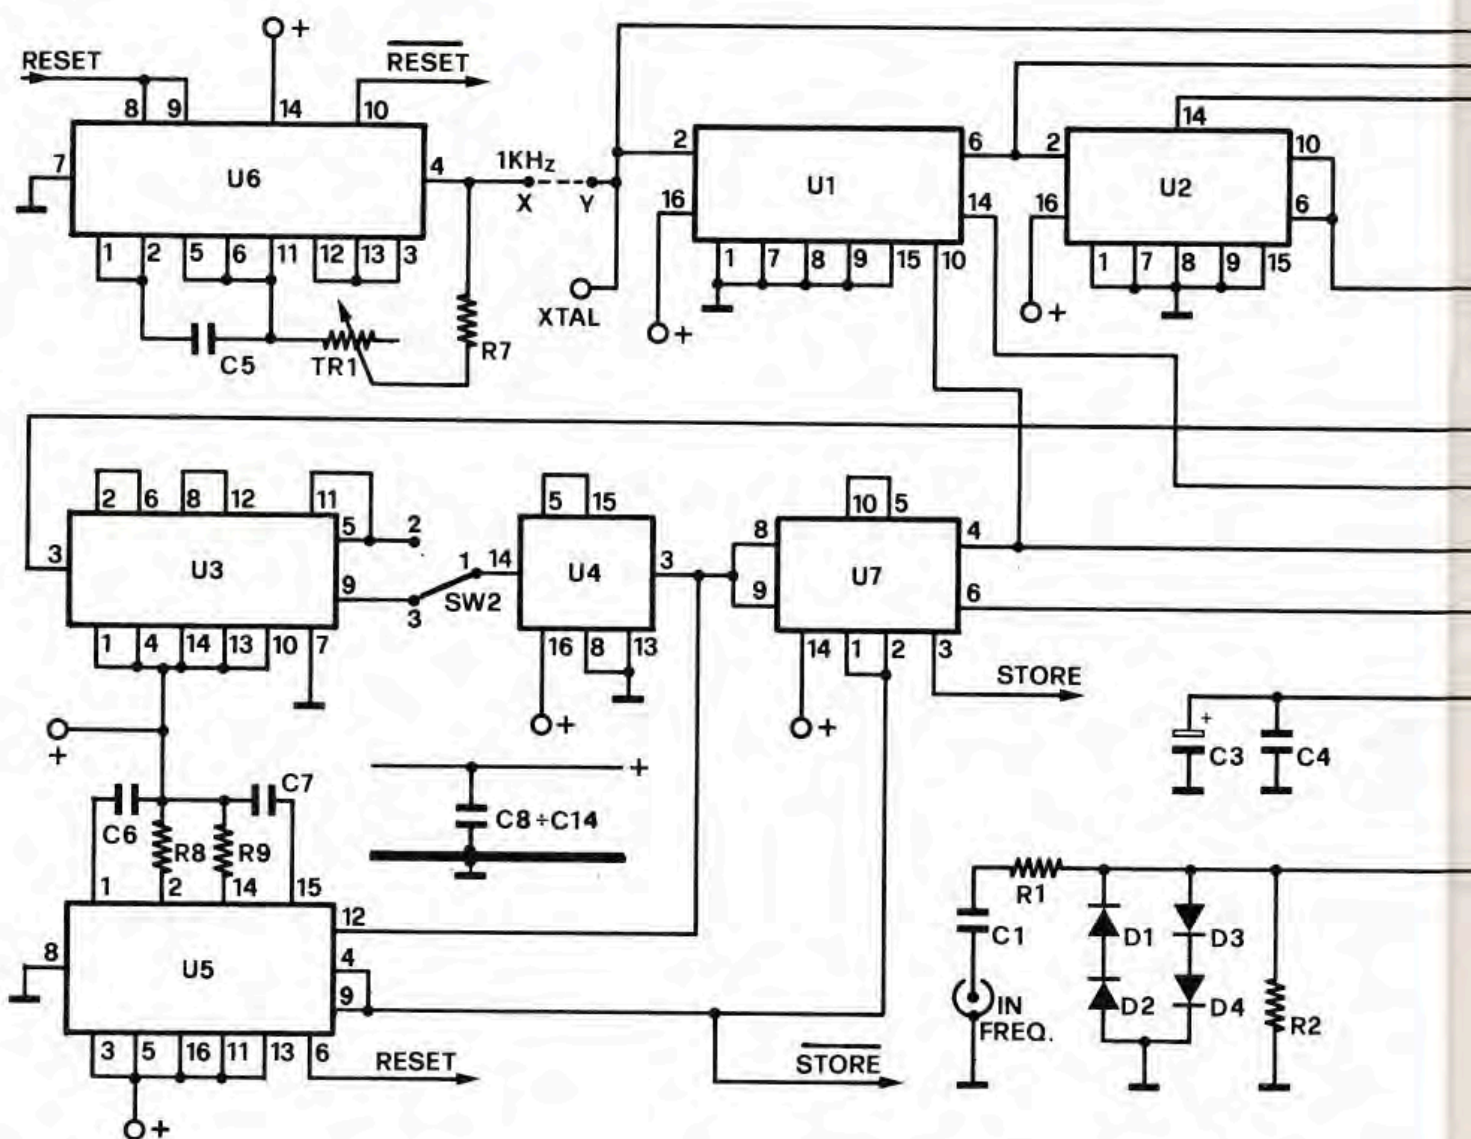 +
RESET
RESET
8 9 14 10
7 U6 4
1KHz
X Y
1 2 5 6 11 12 13 3
C5
TR1
R7
XTAL
2 U1 6
16 14
1 7 8 9 15 10
+
14
2 U2 10
16 6
1 7 8 9 15
+
2 6 8 12 11
3 U3 5 2
9 3
1 14
SW2
1 4 14 13 10 7
+
5 15
U4 3
16 8 13
+
10 5
8 U7 4
9 6
14 1 2 3
+
STORE
+
C3 C4
+
C8÷C14
C6 C7
R8 R9
1 2 14 15
12
8 U5 4
9
3 5 16 11 13 6
RESET
+
STORE
R1
C1 D1 D3
IN
FREQ.
D2 D4
R2